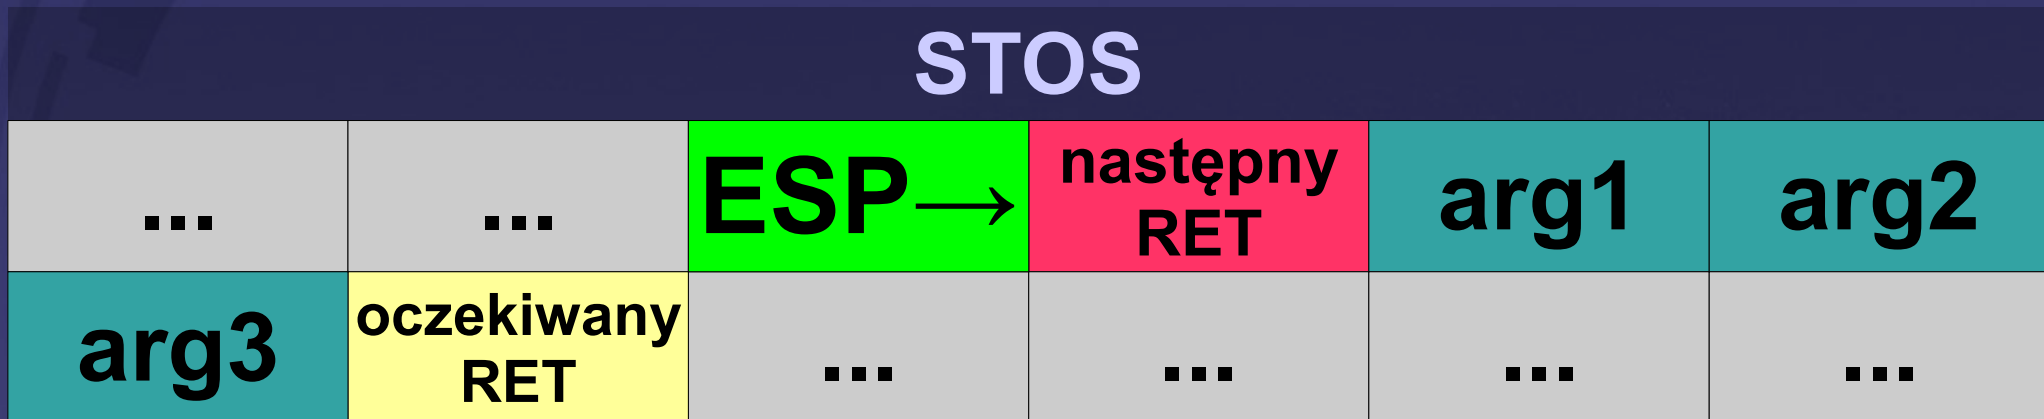 STOS
... ... ESP→ następny RET arg1 arg2
arg3 oczekiwany RET ... ... ... ...